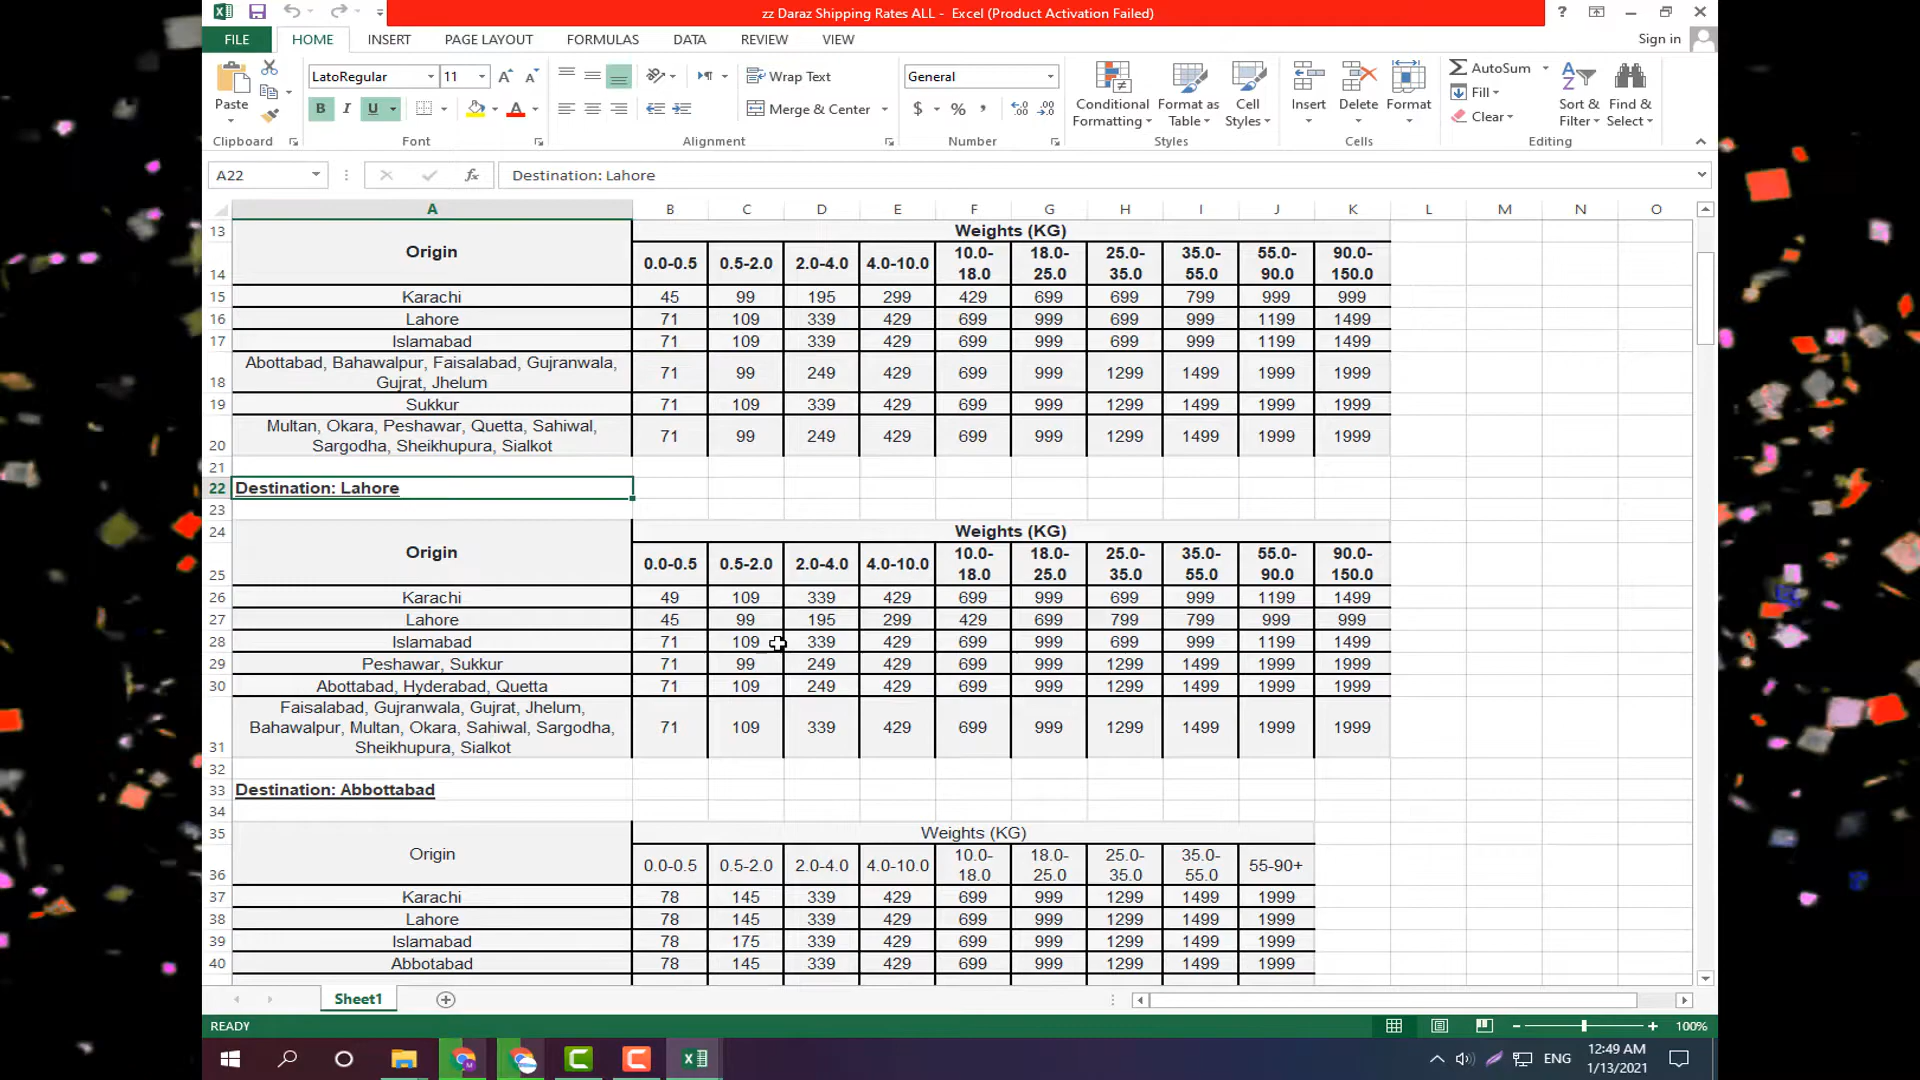 zz Daraz Shipping Rates ALL - Excel (Product Activation Failed)
FILE HOME INSERT PAGE LAYOUT FORMULAS DATA REVIEW VIEW Sign in
LatoRegular 11 Wrap Text General AutoSum
Paste B I U Merge & Center $ % Conditional Formatting Format as Table Cell Styles Insert Delete Format Fill Clear Sort & Filter Find & Select
Clipboard Font Alignment Number Styles Cells Editing
A22 fx Destination: Lahore
A B C D E F G H I J K L M N O
13 Weights (KG)
14 Origin 0.0-0.5 0.5-2.0 2.0-4.0 4.0-10.0 10.0-18.0 18.0-25.0 25.0-35.0 35.0-55.0 55.0-90.0 90.0-150.0
15 Karachi 45 99 195 299 429 699 699 799 999 999
16 Lahore 71 109 339 429 699 999 699 999 1199 1499
17 Islamabad 71 109 339 429 699 999 699 999 1199 1499
Abottabad, Bahawalpur, Faisalabad, Gujranwala,
18 Gujrat, Jhelum 71 99 249 429 699 999 1299 1499 1999 1999
19 Sukkur 71 109 339 429 699 999 1299 1499 1999 1999
Multan, Okara, Peshawar, Quetta, Sahiwal,
20 Sargodha, Sheikhupura, Sialkot 71 99 249 429 699 999 1299 1499 1999 1999
21
22 Destination: Lahore
23
24 Weights (KG)
25 Origin 0.0-0.5 0.5-2.0 2.0-4.0 4.0-10.0 10.0-18.0 18.0-25.0 25.0-35.0 35.0-55.0 55.0-90.0 90.0-150.0
26 Karachi 49 109 339 429 699 999 699 999 1199 1499
27 Lahore 45 99 195 299 429 699 799 799 999 999
28 Islamabad 71 109 339 429 699 999 699 999 1199 1499
29 Peshawar, Sukkur 71 99 249 429 699 999 1299 1499 1999 1999
30 Abottabad, Hyderabad, Quetta 71 109 249 429 699 999 1299 1499 1999 1999
Faisalabad, Gujranwala, Gujrat, Jhelum,
Bahawalpur, Multan, Okara, Sahiwal, Sargodha, 71 109 339 429 699 999 1299 1499 1999 1999
31 Sheikhupura, Sialkot
32
33 Destination: Abbottabad
34
35 Weights (KG)
36 Origin 0.0-0.5 0.5-2.0 2.0-4.0 4.0-10.0 10.0-18.0 18.0-25.0 25.0-35.0 35.0-55.0 55-90+
37 Karachi 78 145 339 429 699 999 1299 1499 1999
38 Lahore 78 145 339 429 699 999 1299 1499 1999
39 Islamabad 78 175 339 429 699 999 1299 1499 1999
40 Abbotabad 78 145 339 429 699 999 1299 1499 1999
Sheet1
READY 100%
ENG 12:49 AM
1/13/2021